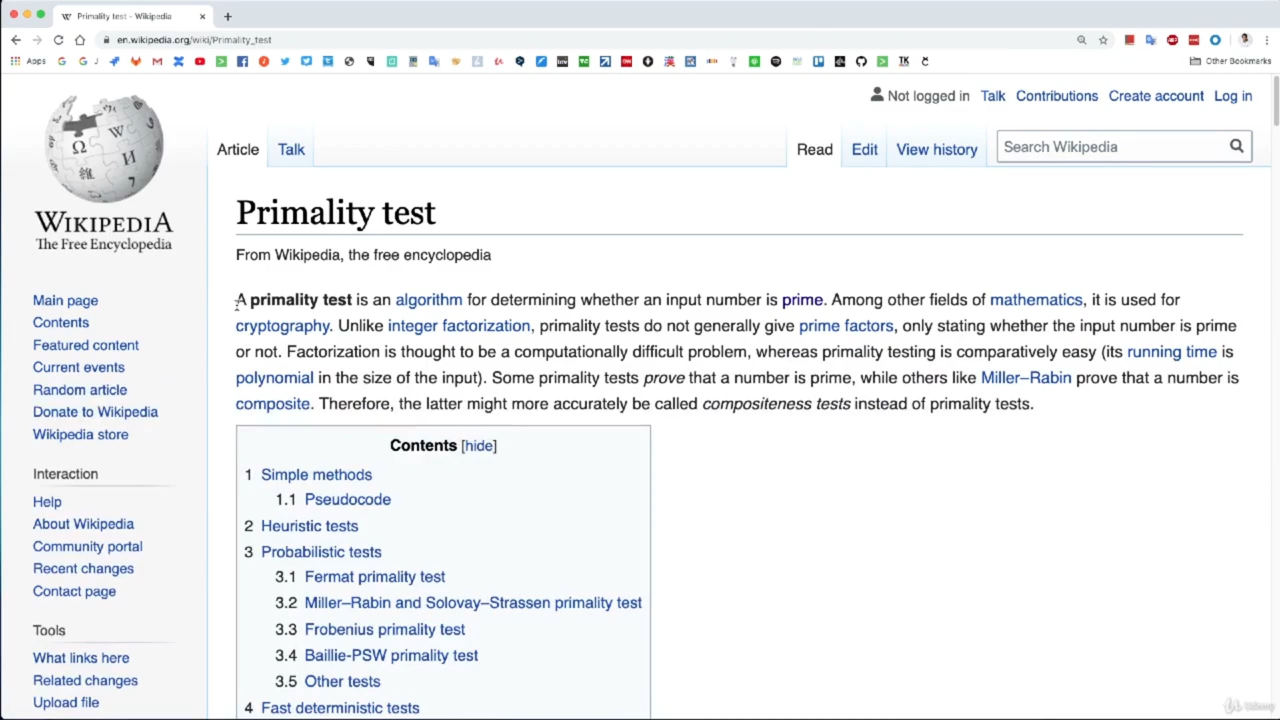 Primality test - Wikipedia
en.wikipedia.org/wiki/Primality_test
Apps
Other Bookmarks
Not logged in Talk Contributions Create account Log in
Article Talk Read Edit View history Search Wikipedia
WIKIPEDIA
The Free Encyclopedia
Primality test
From Wikipedia, the free encyclopedia
A primality test is an algorithm for determining whether an input number is prime. Among other fields of mathematics, it is used for
cryptography. Unlike integer factorization, primality tests do not generally give prime factors, only stating whether the input number is prime
or not. Factorization is thought to be a computationally difficult problem, whereas primality testing is comparatively easy (its running time is
polynomial in the size of the input). Some primality tests prove that a number is prime, while others like Miller–Rabin prove that a number is
composite. Therefore, the latter might more accurately be called compositeness tests instead of primality tests.
Main page
Contents
Featured content
Current events
Random article
Donate to Wikipedia
Wikipedia store
Interaction
Help
About Wikipedia
Community portal
Recent changes
Contact page
Tools
What links here
Related changes
Upload file
Contents [hide]
1 Simple methods
1.1 Pseudocode
2 Heuristic tests
3 Probabilistic tests
3.1 Fermat primality test
3.2 Miller–Rabin and Solovay–Strassen primality test
3.3 Frobenius primality test
3.4 Baillie-PSW primality test
3.5 Other tests
4 Fast deterministic tests
Udemy